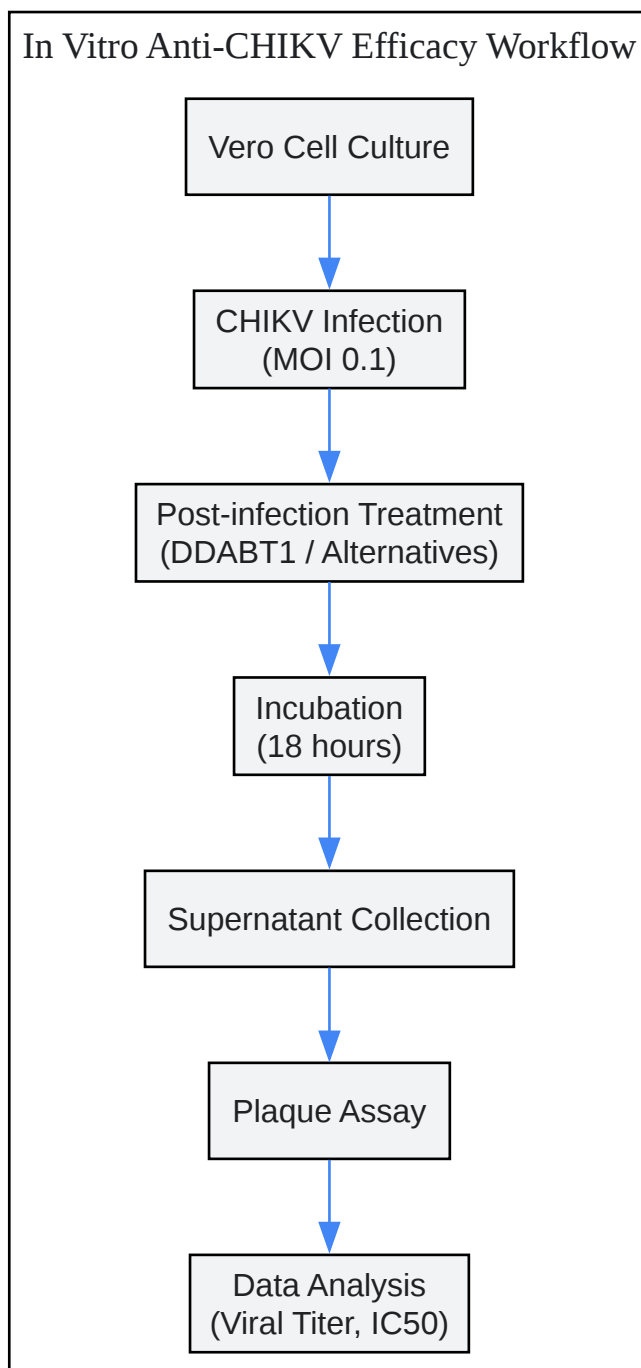 In Vitro Anti-CHIKV Efficacy Workflow
Vero Cell Culture
CHIKV Infection
(MOI 0.1)
Post-infection Treatment
(DDABT1 / Alternatives)
Incubation
(18 hours)
Supernatant Collection
Plaque Assay
Data Analysis
(Viral Titer, IC50)